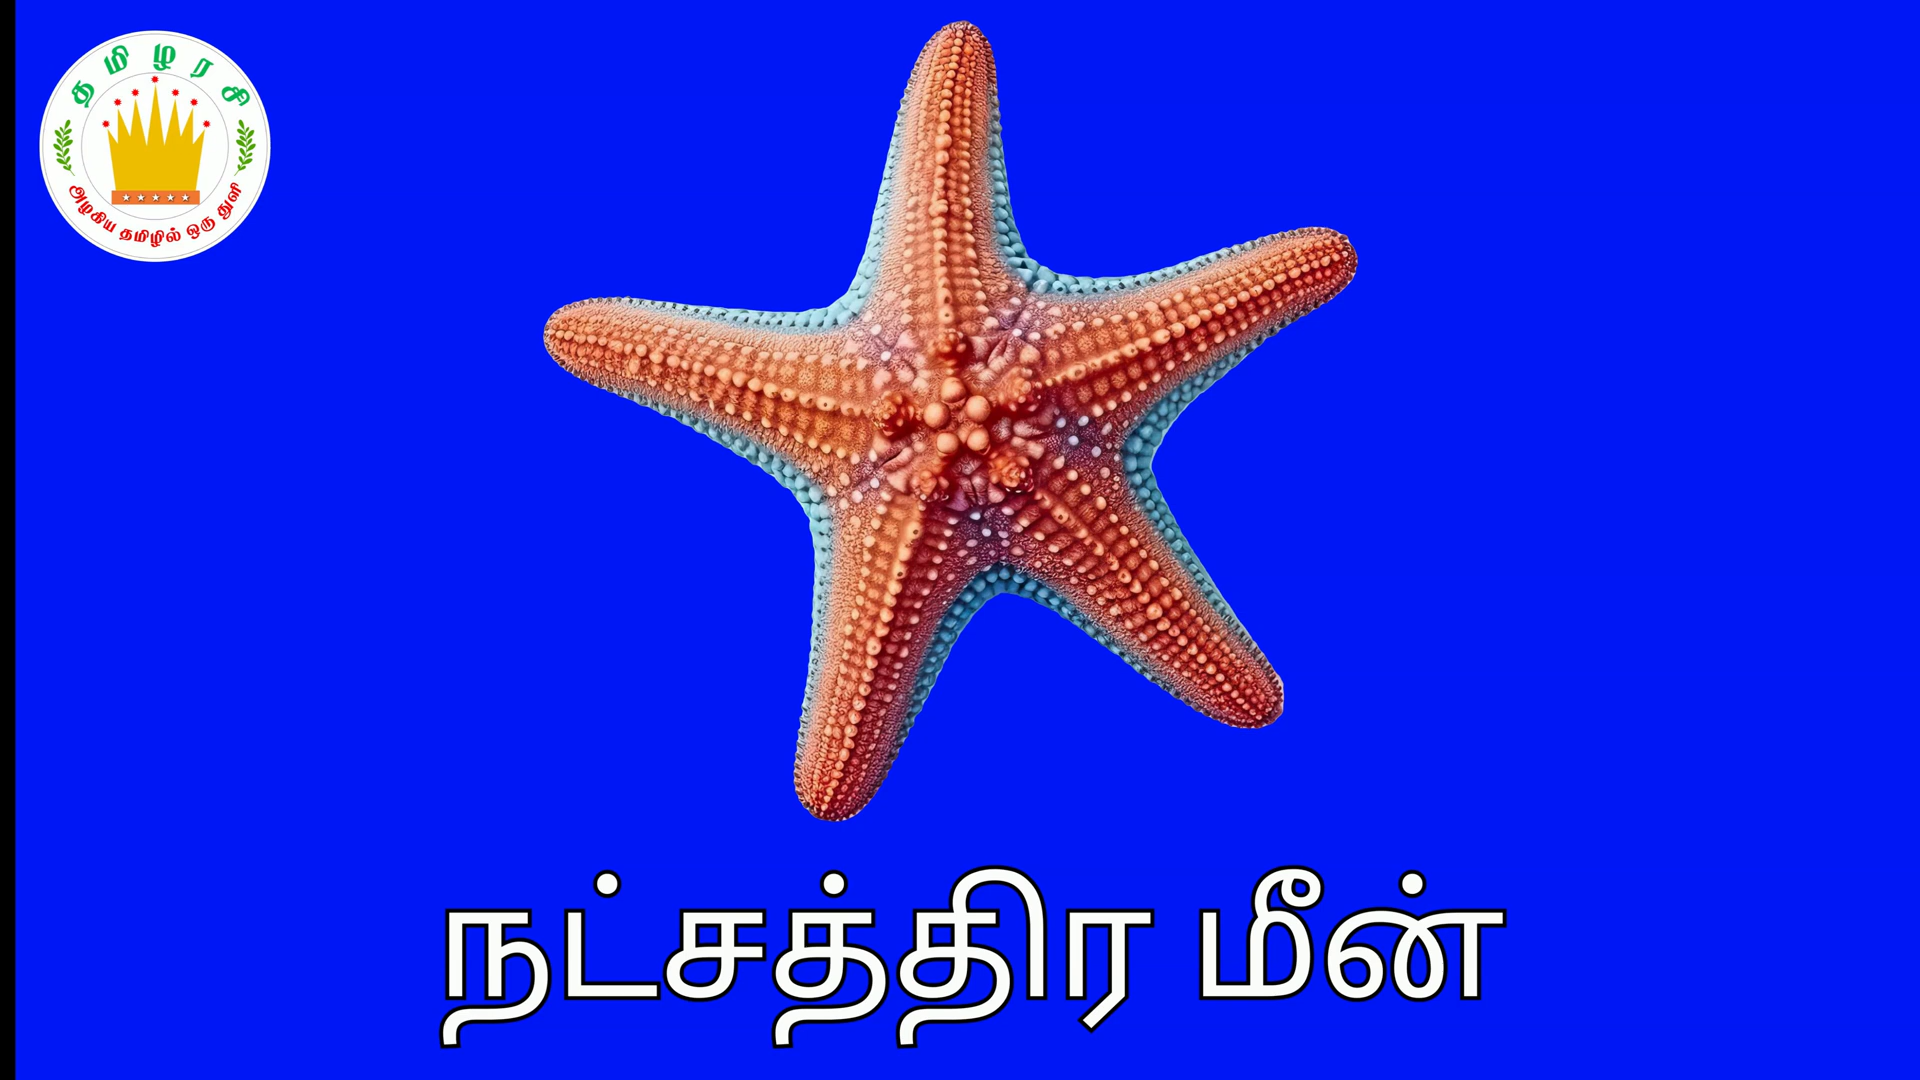 தமிழரசி
அழகிய தமிழில் ஒரு துளி
நட்சத்திர மீன்